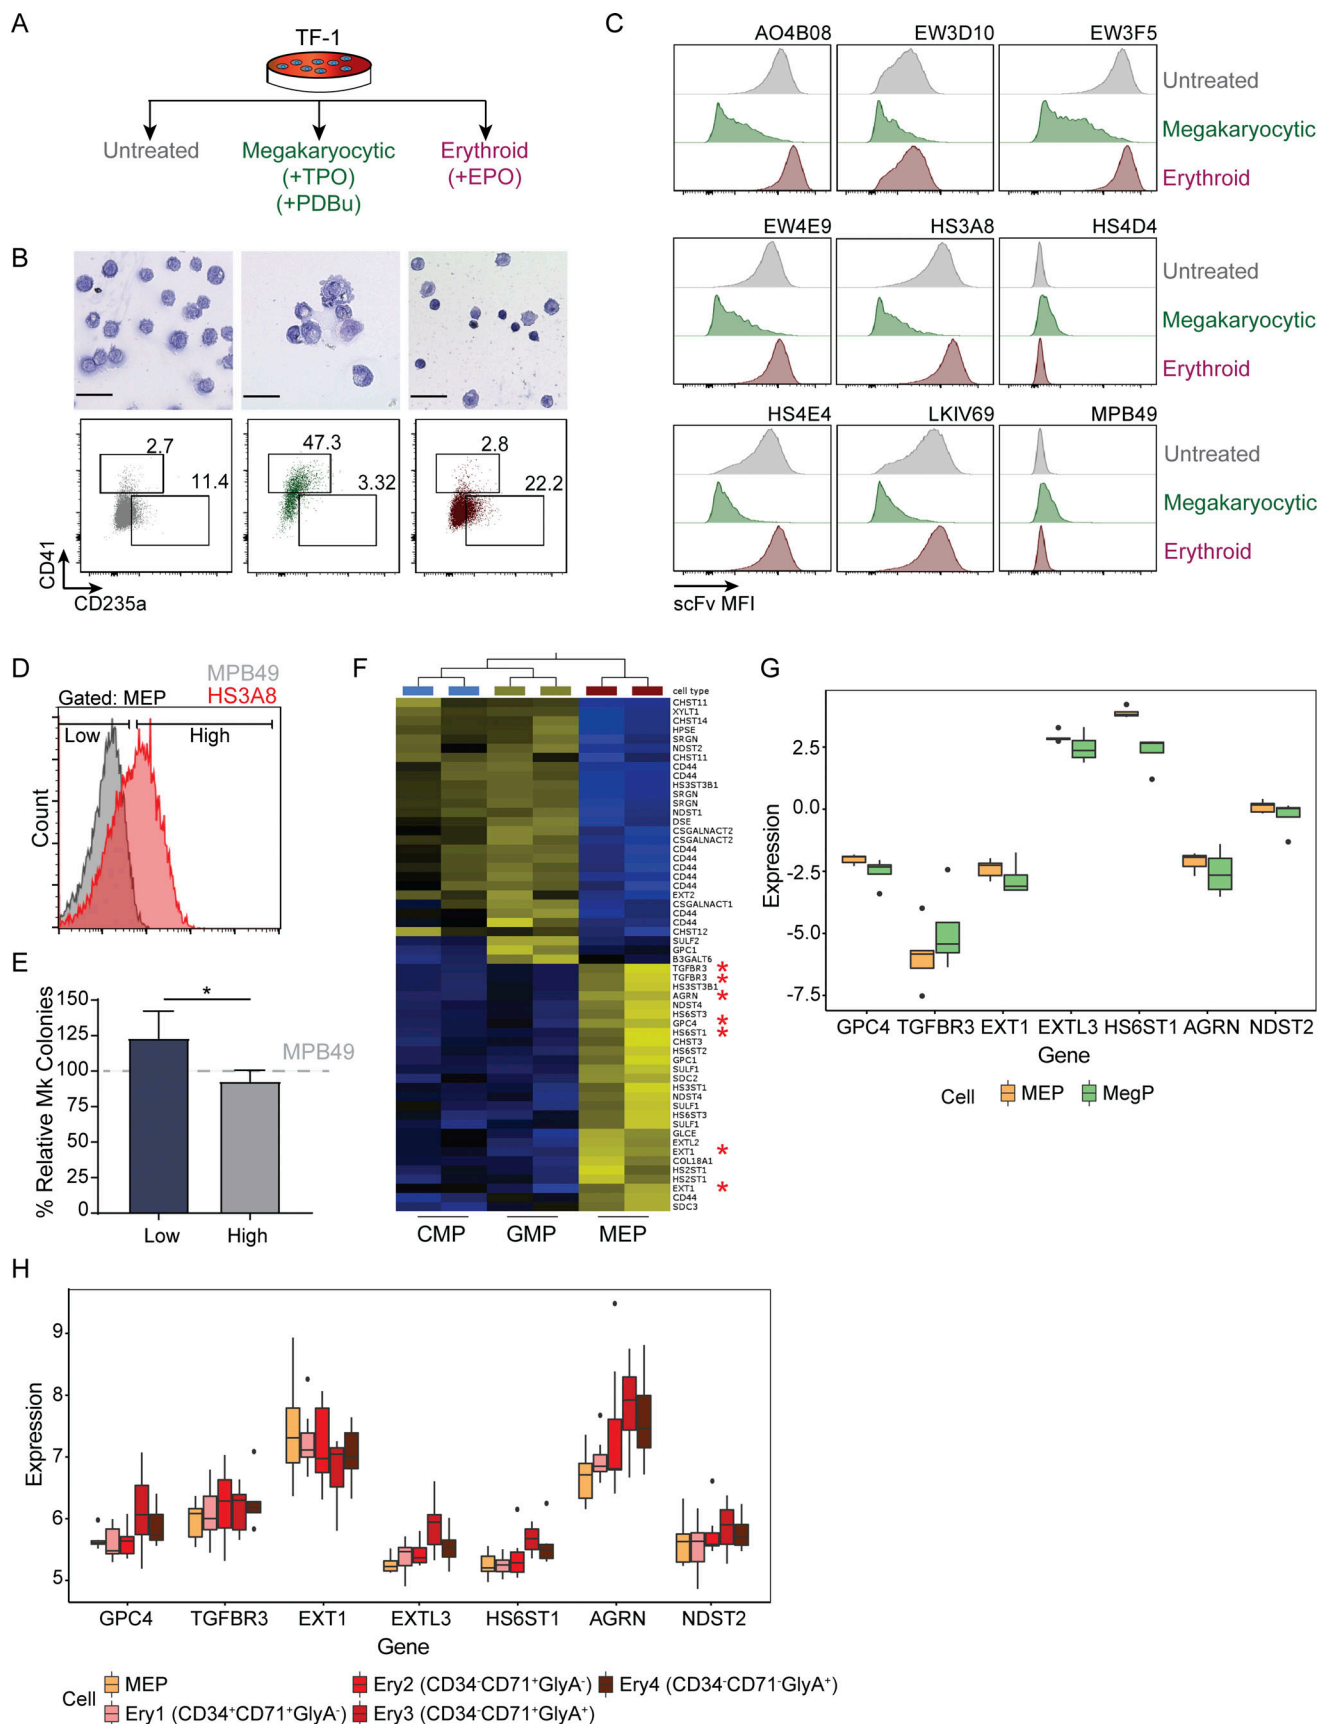 A
TF-1
Untreated
Megakaryocytic
(+TPO)
(+PDBu)
Erythroid
(+EPO)
B
2.7
11.4
47.3
3.32
2.8
22.2
CD41
CD235a
C
AO4B08
EW3D10
EW3F5
Untreated
Megakaryocytic
Erythroid
EW4E9
HS3A8
HS4D4
Untreated
Megakaryocytic
Erythroid
HS4E4
LKIV69
MPB49
Untreated
Megakaryocytic
Erythroid
scFv MFI
D
MPB49
HS3A8
Gated: MEP
Low
High
Count
E
% Relative Mk Colonies
150
125
100
75
50
25
0
*
MPB49
Low
High
F
cell type
CHST11
XYLT1
CHST14
HPSE
SRGN
NDST2
CHST11
CD44
CD44
HS3ST3B1
SRGN
SRGN
NDST1
DSE
CSGALNACT2
CSGALNACT2
CD44
CD44
CD44
CD44
CD44
EXT2
CSGALNACT1
CD44
CD44
CHST12
SULF2
GPC1
B3GALT6
TGFBR3 *
TGFBR3 *
HS3ST3B1
AGRN *
NDST4
HS6ST3
GPC4 *
HS6ST1 *
CHST3
HS6ST2
GPC1
SULF1
SDC2
HS3ST1
NDST4
SULF1
HS6ST3
SULF1
GLCE
EXTL2
EXT1 *
COL18A1
HS2ST1
HS2ST1
EXT1 *
CD44
SDC3
CMP
GMP
MEP
G
Expression
2.5
0.0
-2.5
-5.0
-7.5
GPC4
TGFBR3
EXT1
EXTL3
HS6ST1
AGRN
NDST2
Gene
Cell
MEP
MegP
H
Expression
9
8
7
6
5
GPC4
TGFBR3
EXT1
EXTL3
HS6ST1
AGRN
NDST2
Gene
Cell
MEP
Ery1 (CD34⁺CD71⁺GlyA⁻)
Ery2 (CD34⁻CD71⁺GlyA⁻)
Ery3 (CD34⁻CD71⁺GlyA⁺)
Ery4 (CD34⁻CD71⁻GlyA⁺)